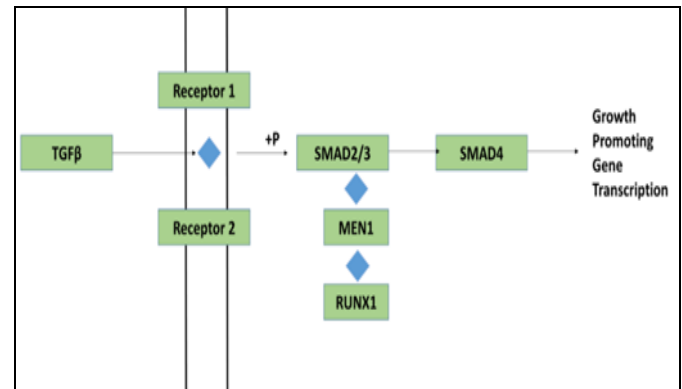 Receptor 1
TGFβ
+P
SMAD2/3
SMAD4
Growth
Promoting
Gene
Transcription
Receptor 2
MEN1
RUNX1